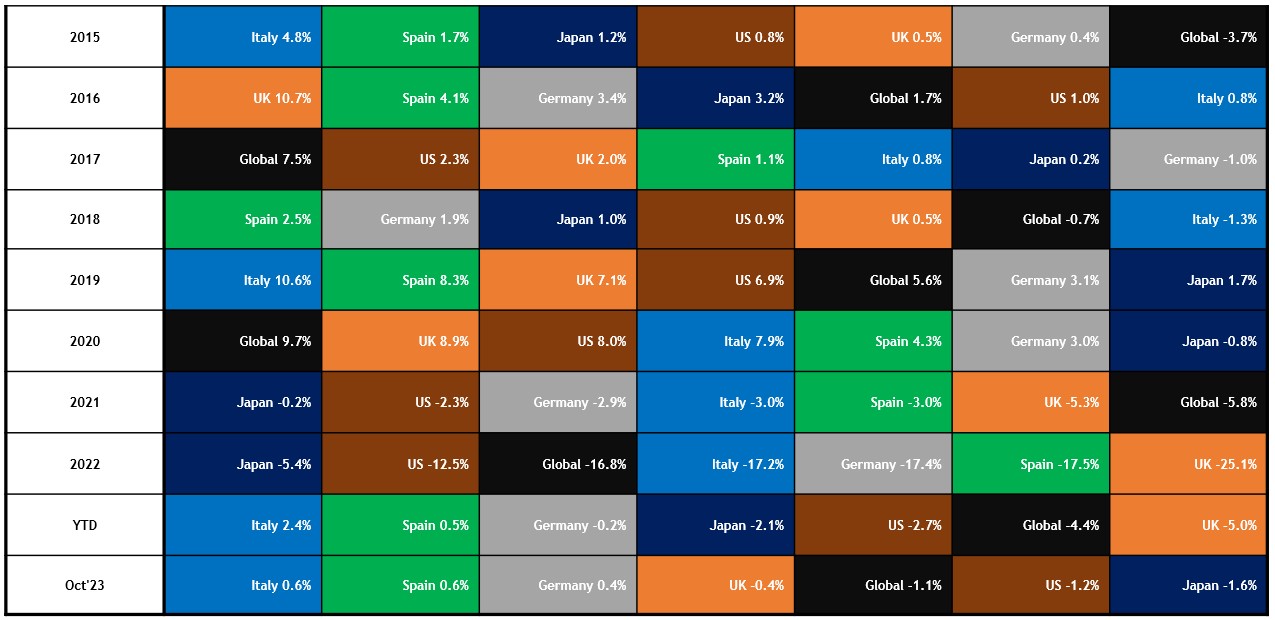 2015 Italy 4.8% Spain 1.7% Japan 1.2% US 0.8% UK 0.5% Germany 0.4% Global -3.7%
2016 UK 10.7% Spain 4.1% Germany 3.4% Japan 3.2% Global 1.7% US 1.0% Italy 0.8%
2017 Global 7.5% US 2.3% UK 2.0% Spain 1.1% Italy 0.8% Japan 0.2% Germany -1.0%
2018 Spain 2.5% Germany 1.9% Japan 1.0% US 0.9% UK 0.5% Global -0.7% Italy -1.3%
2019 Italy 10.6% Spain 8.3% UK 7.1% US 6.9% Global 5.6% Germany 3.1% Japan 1.7%
2020 Global 9.7% UK 8.9% US 8.0% Italy 7.9% Spain 4.3% Germany 3.0% Japan -0.8%
2021 Japan -0.2% US -2.3% Germany -2.9% Italy -3.0% Spain -3.0% UK -5.3% Global -5.8%
2022 Japan -5.4% US -12.5% Global -16.8% Italy -17.2% Germany -17.4% Spain -17.5% UK -25.1%
YTD Italy 2.4% Spain 0.5% Germany -0.2% Japan -2.1% US -2.7% Global -4.4% UK -5.0%
Oct'23 Italy 0.6% Spain 0.6% Germany 0.4% UK -0.4% Global -1.1% US -1.2% Japan -1.6%